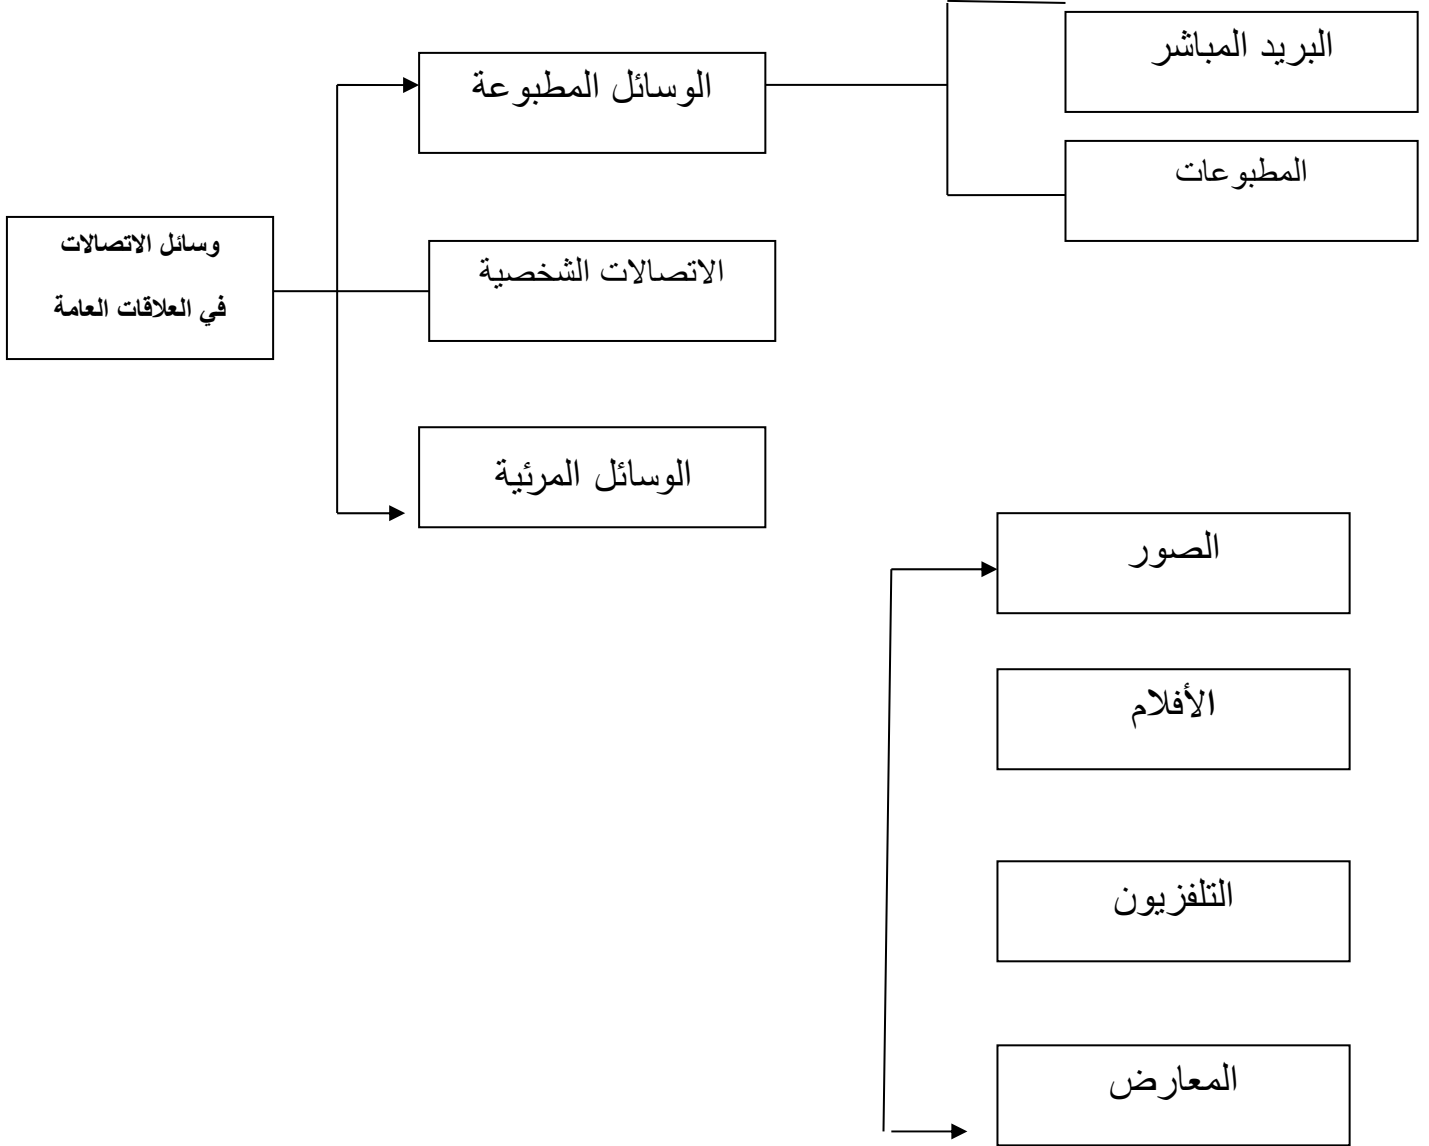 البريد المباشر
الوسائل المطبوعة
المطبوعات
وسائل الاتصالات
في العلاقات العامة
الاتصالات الشخصية
الوسائل المرئية
الصور
الأفلام
التلفزيون
المعارض